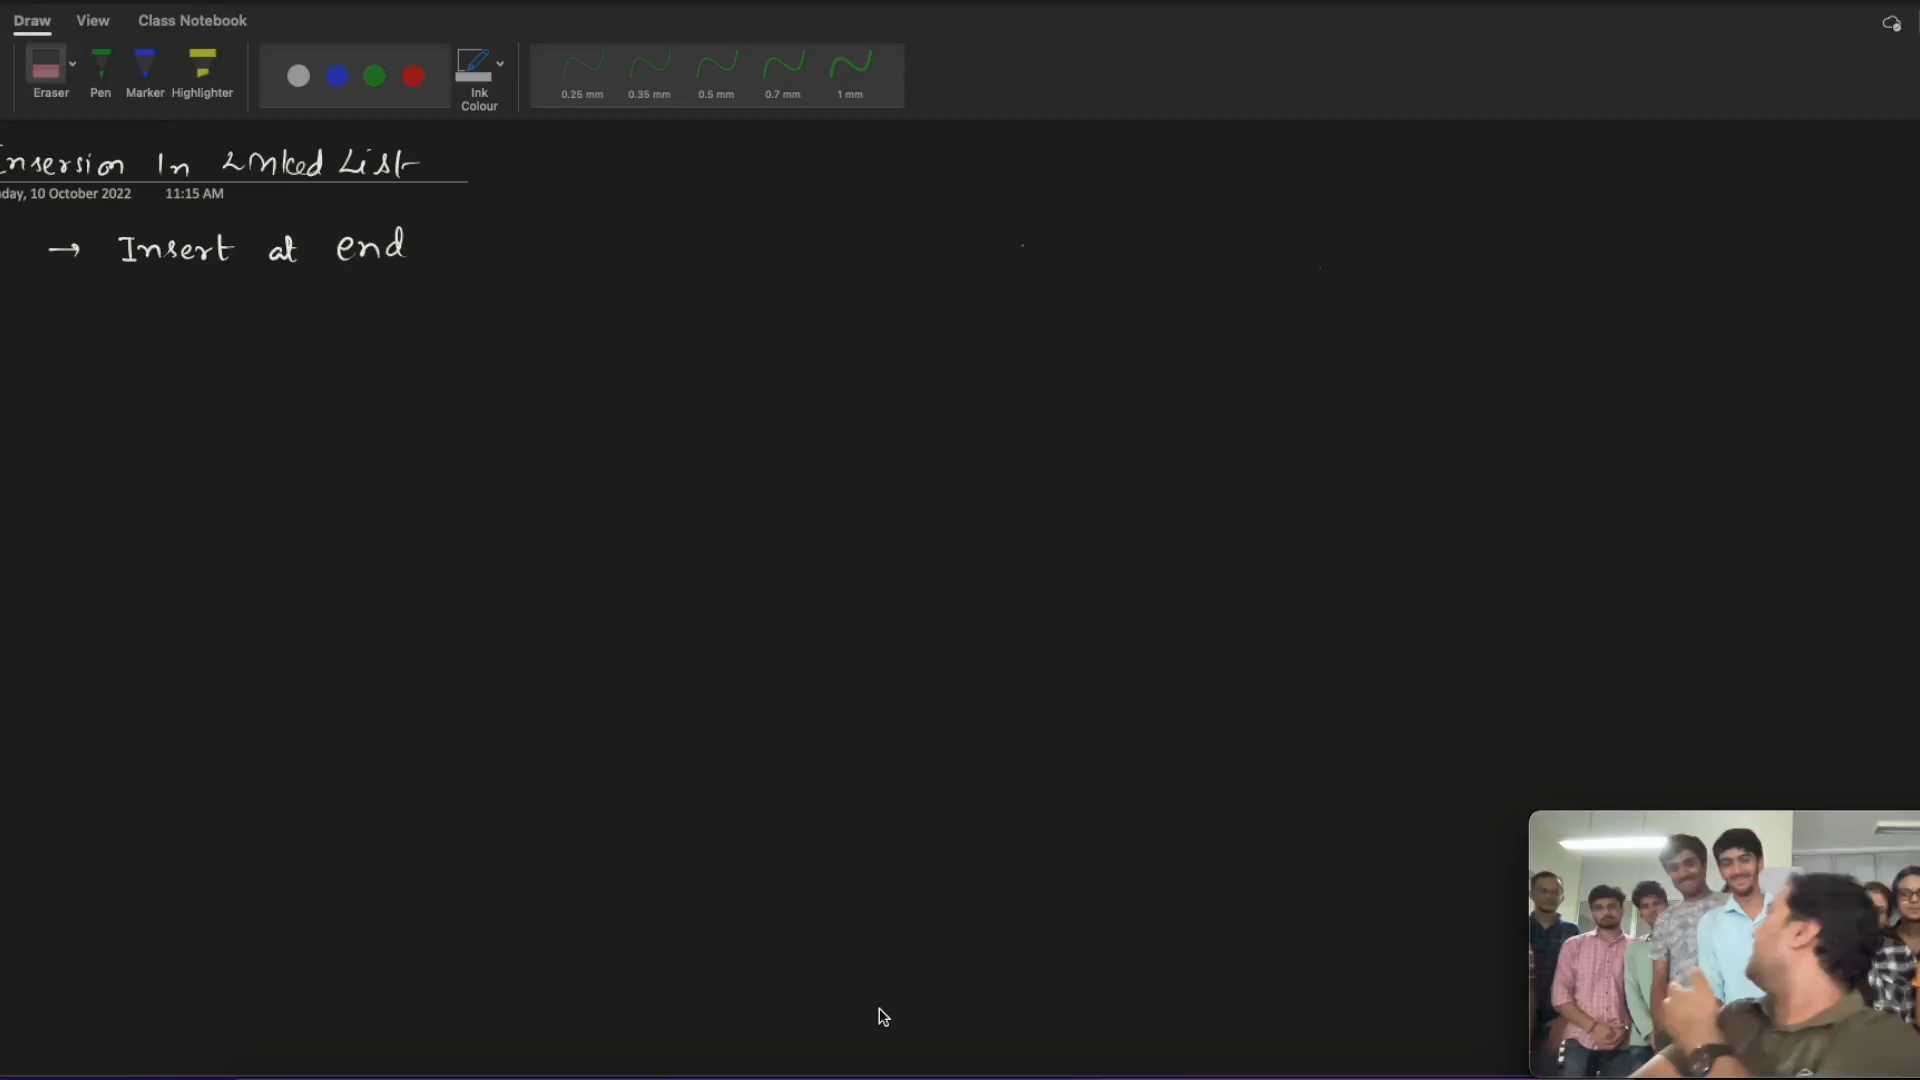 Draw View Class Notebook
Eraser Pen Marker Highlighter Ink Colour 0.25 mm 0.35 mm 0.5 mm 0.7 mm 1 mm
Insersion In Linked List
day, 10 October 2022 11:15 AM
→ Insert at end